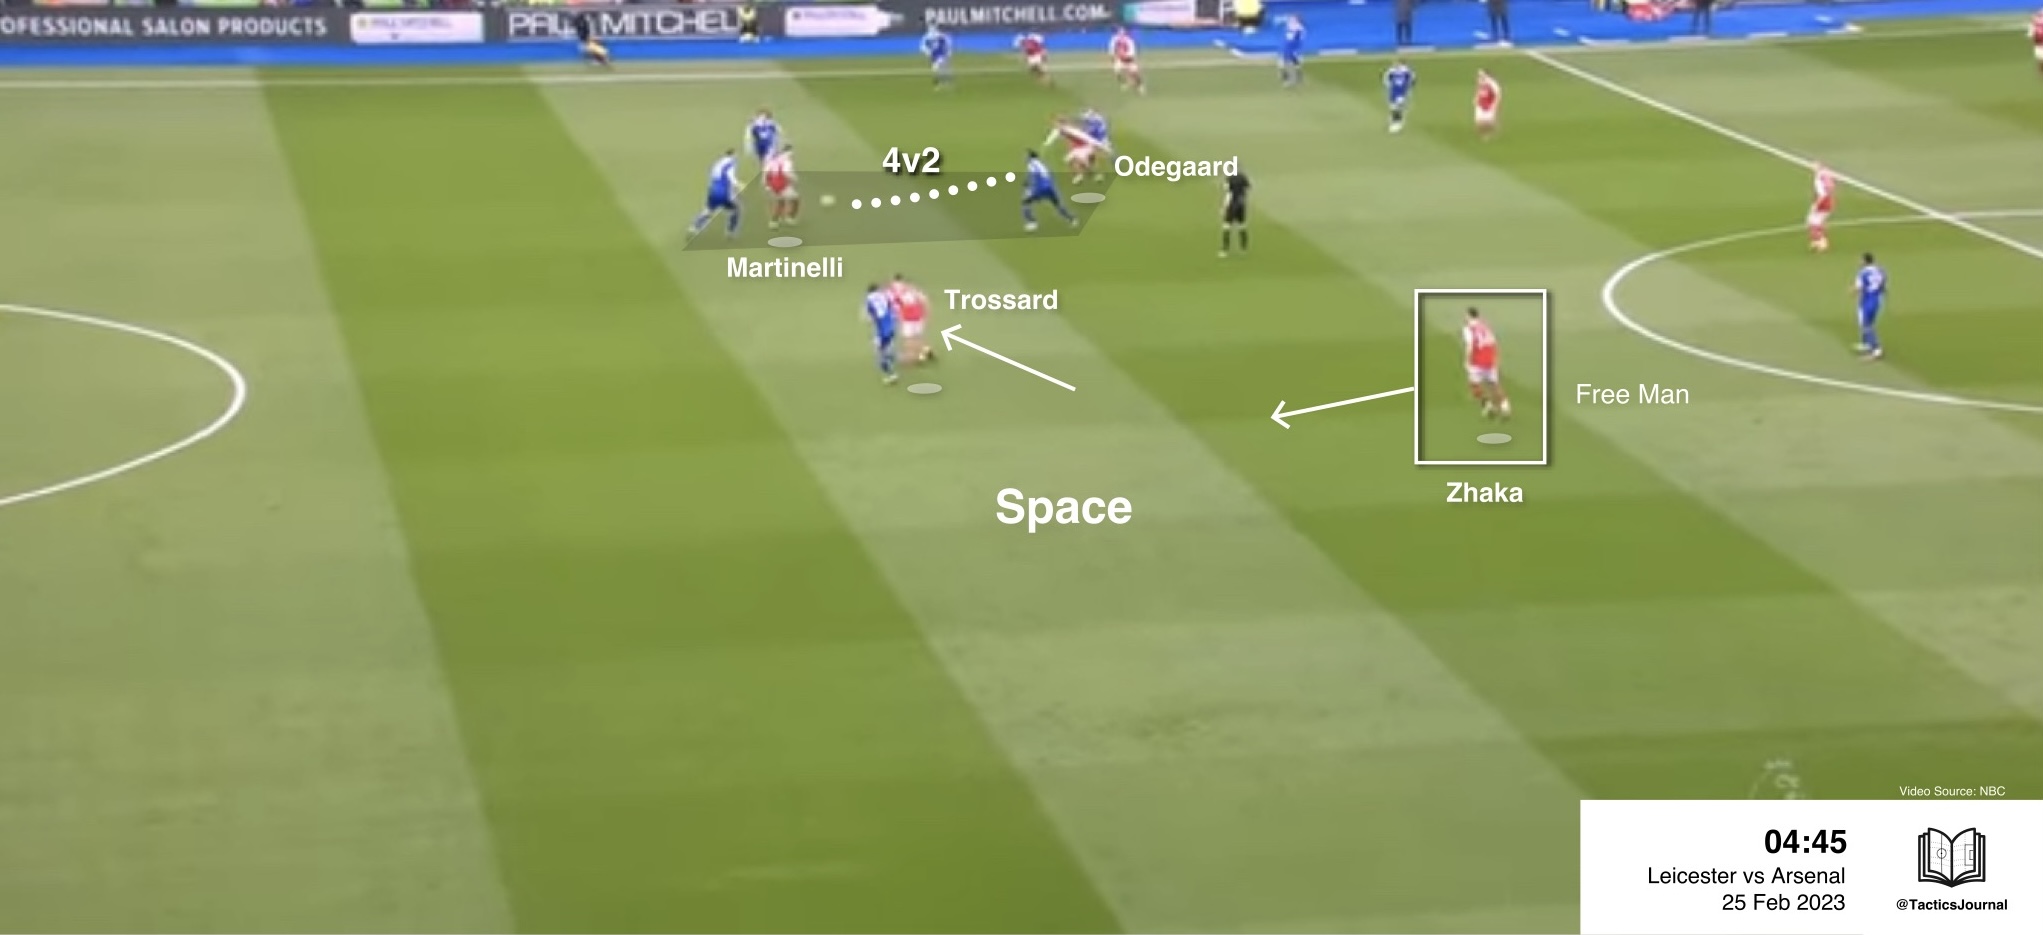 OFESSIONAL SALON PRODUCTS
PAUL MITCHEL
PAULMITCHELL.COM
4v2
Odegaard
Martinelli
Trossard
Free Man
Zhaka
Space
Video Source: NBC
04:45
Leicester vs Arsenal
25 Feb 2023
@TacticsJournal